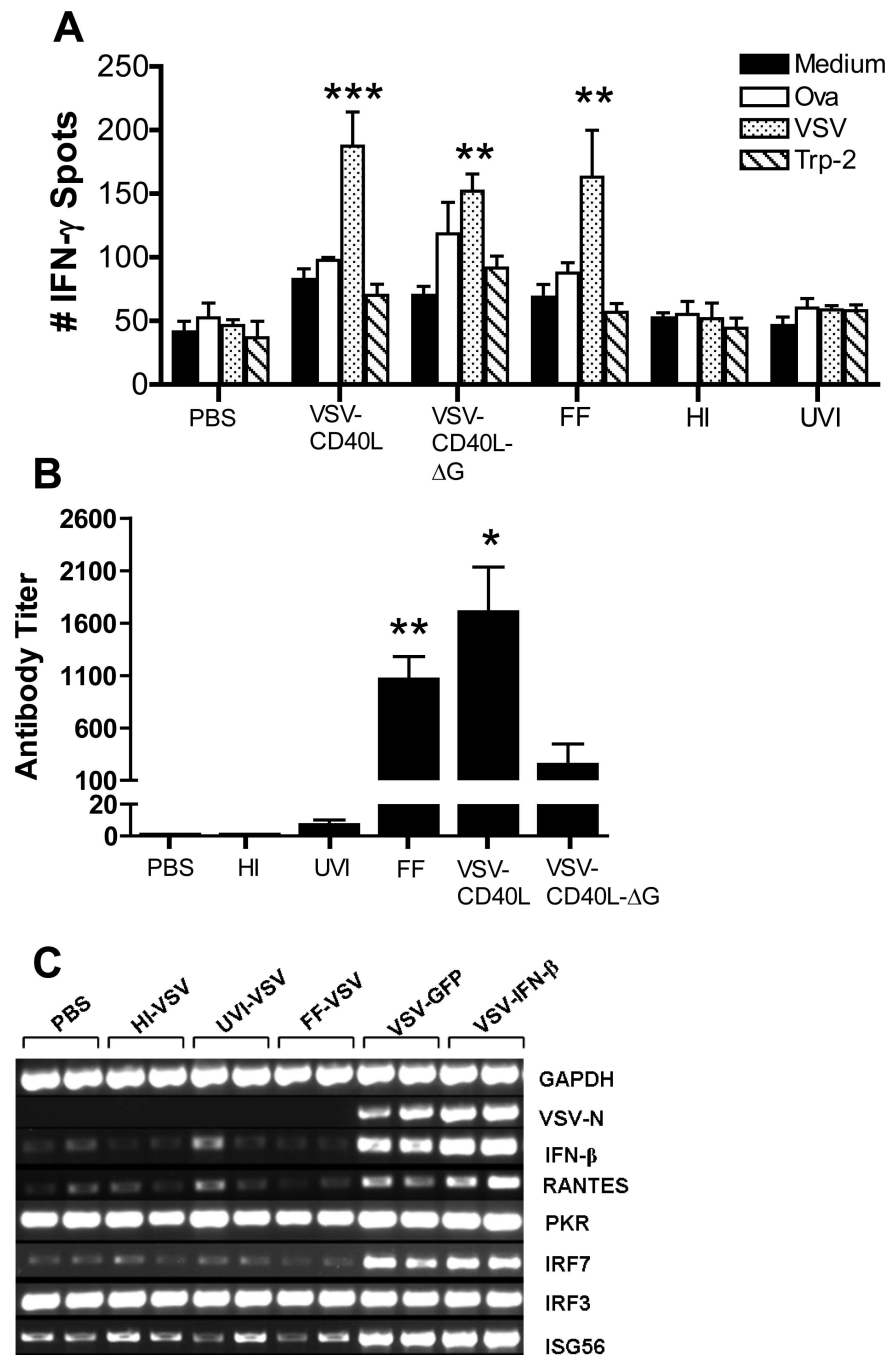 A
# IFN-γ Spots
250
200
150
100
50
0
***
**
**
Medium
Ova
VSV
Trp-2
PBS
VSV-
CD40L
VSV-
CD40L-
ΔG
FF
HI
UVI
B
Antibody Titer
2600
2100
1600
1100
600
100
20
0
**
*
PBS
HI
UVI
FF
VSV-
CD40L
VSV-
CD40L-ΔG
C
PBS
HI-VSV
UVI-VSV
FF-VSV
VSV-GFP
VSV-IFN-β
GAPDH
VSV-N
IFN-β
RANTES
PKR
IRF7
IRF3
ISG56